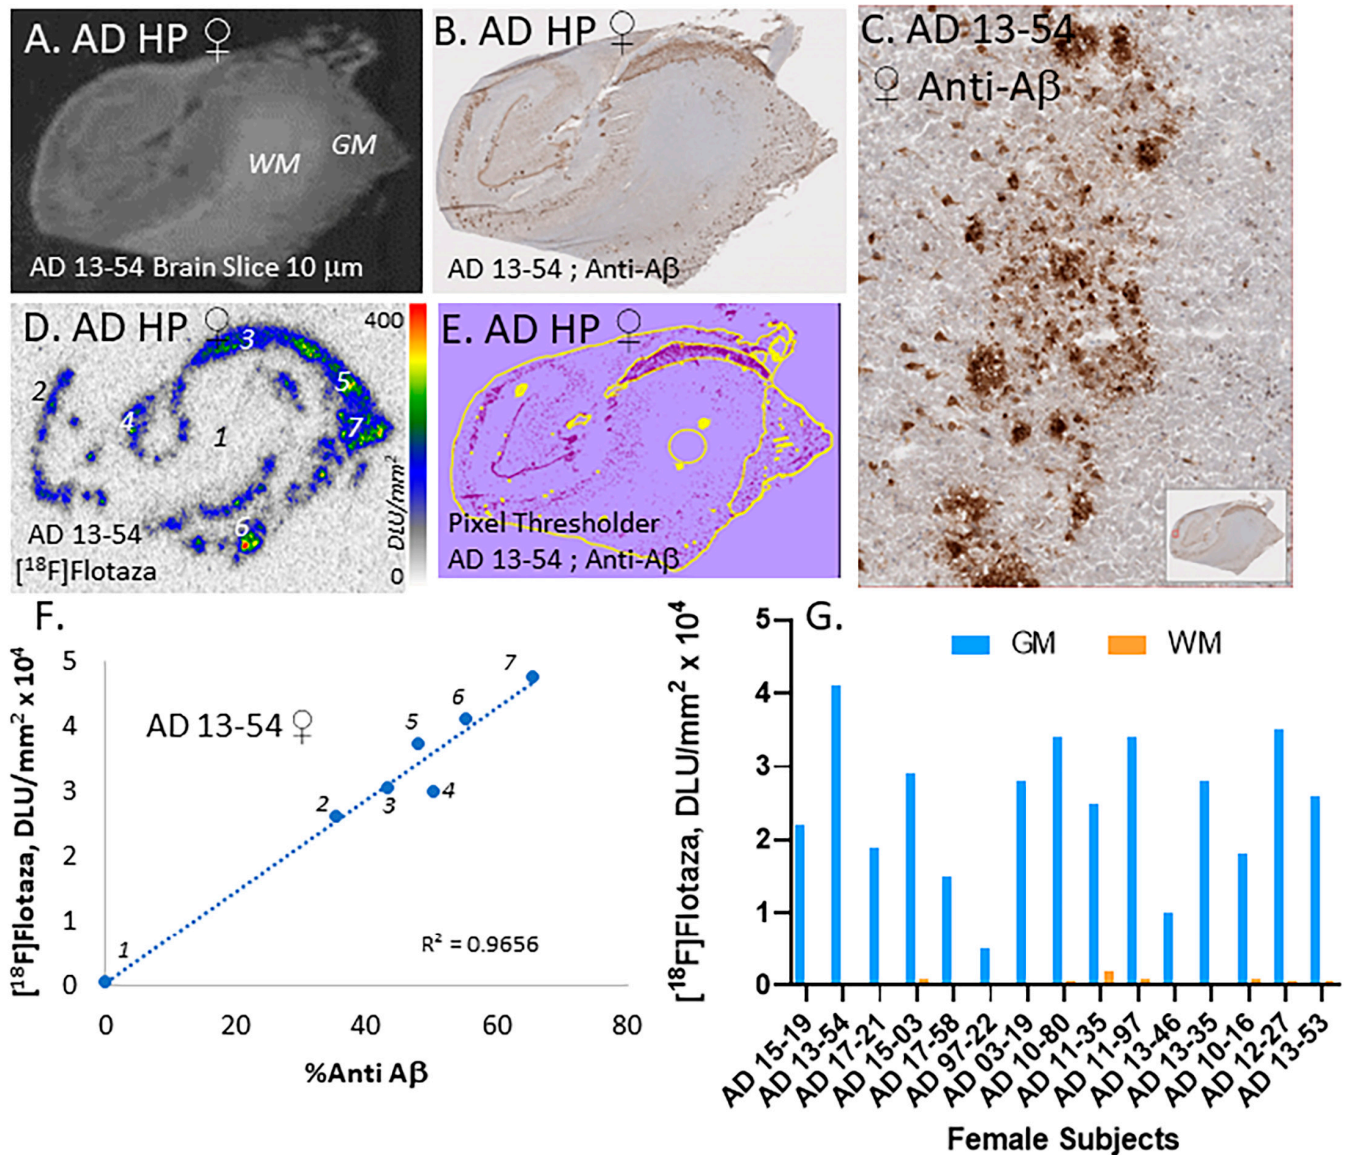 A. AD HP ♀
WM
GM
AD 13-54 Brain Slice 10 µm
B. AD HP ♀
AD 13-54 ; Anti-Aβ
C. AD 13-54
♀ Anti-Aβ
D. AD HP ♀
400
3
2
5
4
7
1
6
DLU/mm²
0
AD 13-54
[¹⁸F]Flotaza
E. AD HP ♀
Pixel Thresholder
AD 13-54 ; Anti-Aβ
F.
[¹⁸F]Flotaza, DLU/mm² x 10⁴
5
4
3
2
1
0
AD 13-54 ♀
1
2
3
4
5
6
7
R² = 0.9656
0
20
40
60
80
%Anti Aβ
G.
[¹⁸F]Flotaza, DLU/mm² x 10⁴
5
4
3
2
1
0
GM
WM
AD 15-19
AD 13-54
AD 17-21
AD 15-03
AD 17-58
AD 97-22
AD 03-19
AD 10-80
AD 11-35
AD 11-97
AD 13-46
AD 13-35
AD 10-16
AD 12-27
AD 13-53
Female Subjects